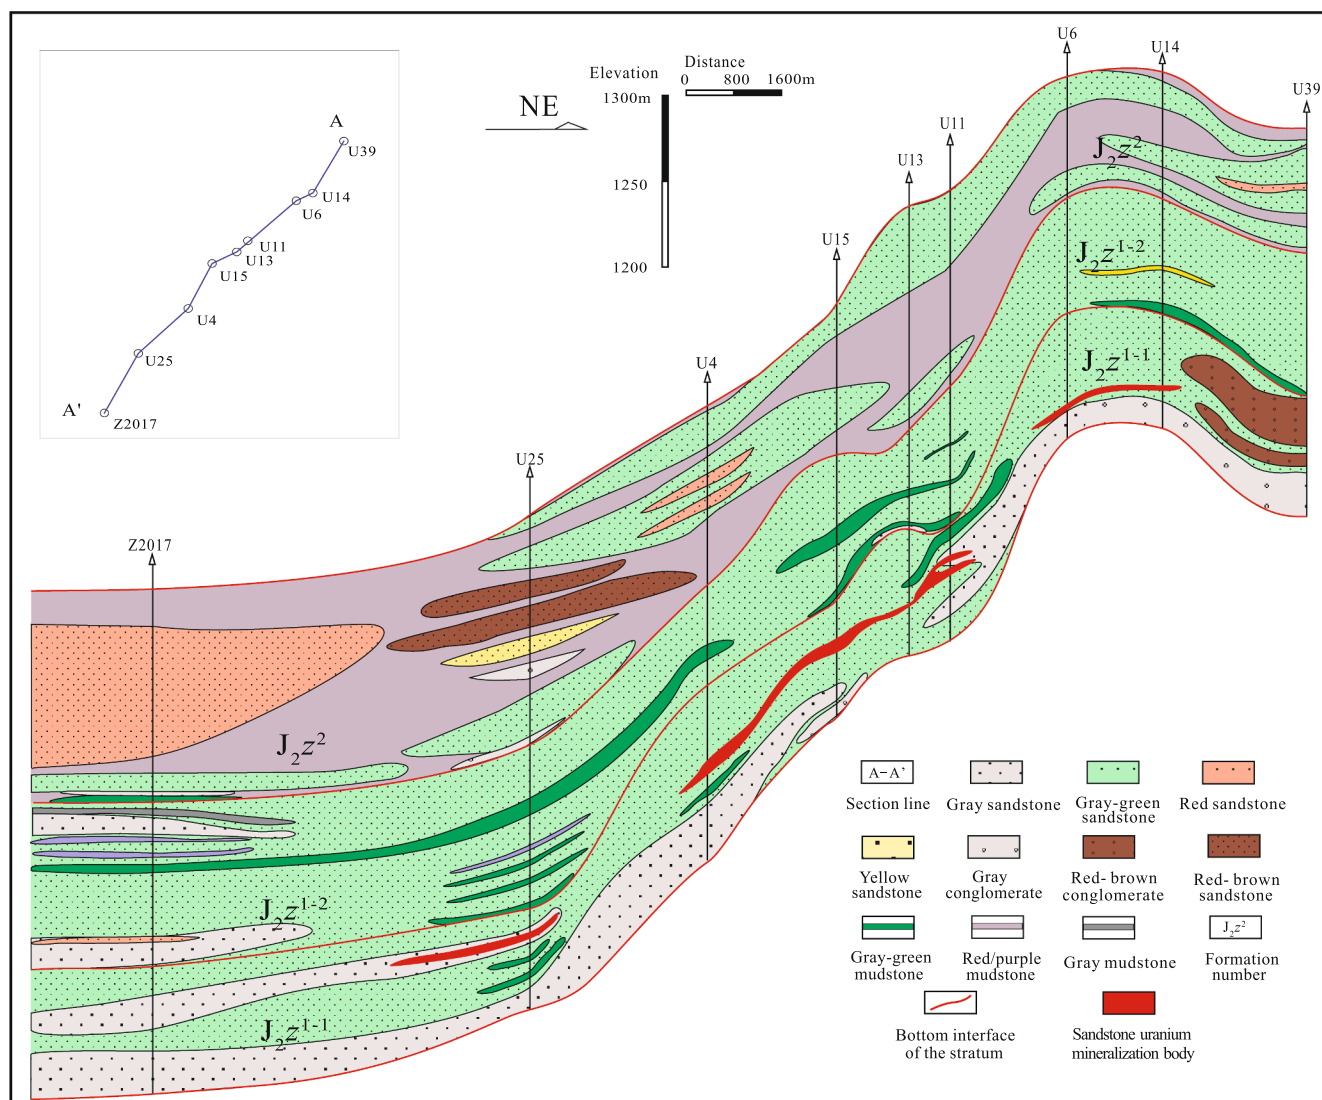 A
U39
U14
U6
U11
U13
U15
U4
U25
A'
Z2017
NE
Elevation
1300m
1250
1200
Distance
0 800 1600m
U6
U14
U39
U11
U13
U15
U4
U25
Z2017
J₂z²
J₂z¹⁻²
J₂z¹⁻¹
J₂z²
J₂z¹⁻²
J₂z¹⁻¹
A-A'
Section line
Gray sandstone
Gray-green
sandstone
Red sandstone
Yellow
sandstone
Gray
conglomerate
Red- brown
conglomerate
Red- brown
sandstone
Gray-green
mudstone
Red/purple
mudstone
Gray mudstone
J₂z²
Formation
number
Bottom interface
of the stratum
Sandstone uranium
mineralization body